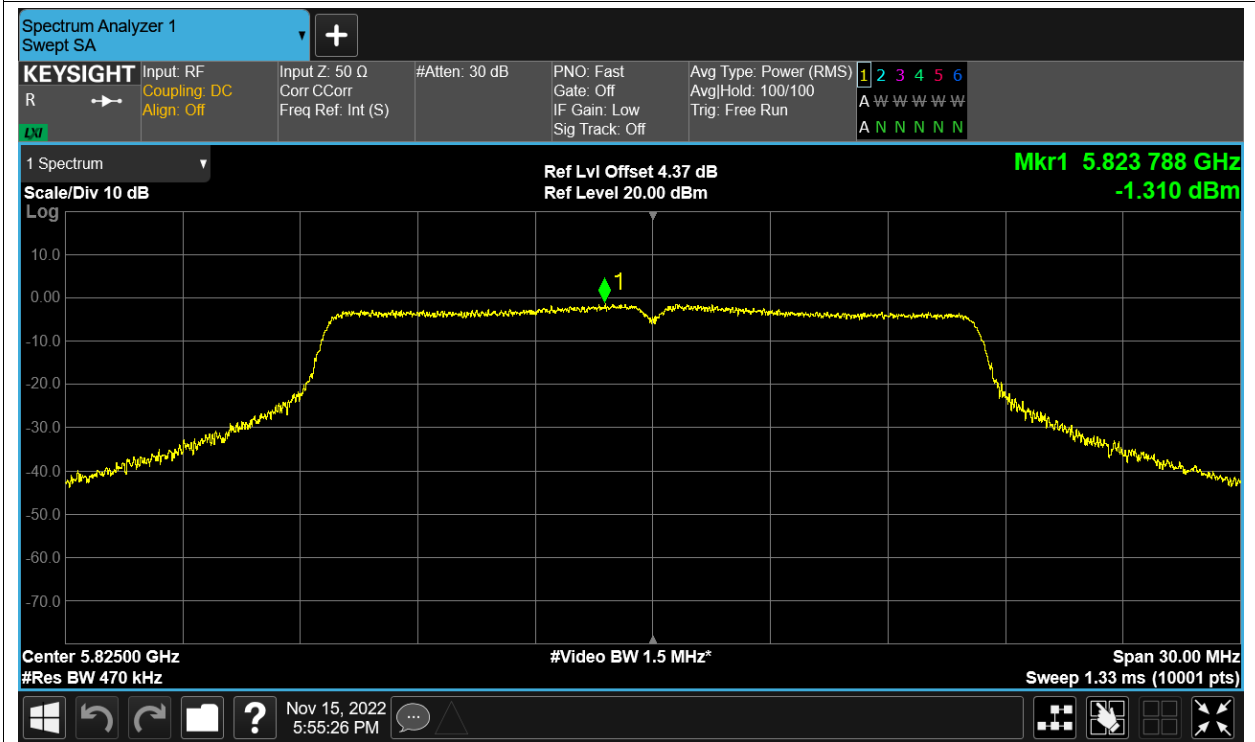 Spectrum Analyzer 1
Swept SA
+
KEYSIGHT
R
LXI
Input: RF
Coupling: DC
Align: Off
Input Z: 50 Ω
Corr CCorr
Freq Ref: Int (S)
#Atten: 30 dB
PNO: Fast
Gate: Off
IF Gain: Low
Sig Track: Off
Avg Type: Power (RMS)
Avg|Hold: 100/100
Trig: Free Run
1 2 3 4 5 6
A W W W W W
A N N N N N
1 Spectrum
Scale/Div 10 dB
Ref Lvl Offset 4.37 dB
Ref Level 20.00 dBm
Mkr1 5.823 788 GHz
-1.310 dBm
Log
10.0
0.00
-10.0
-20.0
-30.0
-40.0
-50.0
-60.0
-70.0
1
Center 5.82500 GHz
#Res BW 470 kHz
#Video BW 1.5 MHz*
Span 30.00 MHz
Sweep 1.33 ms (10001 pts)
?
Nov 15, 2022
5:55:26 PM